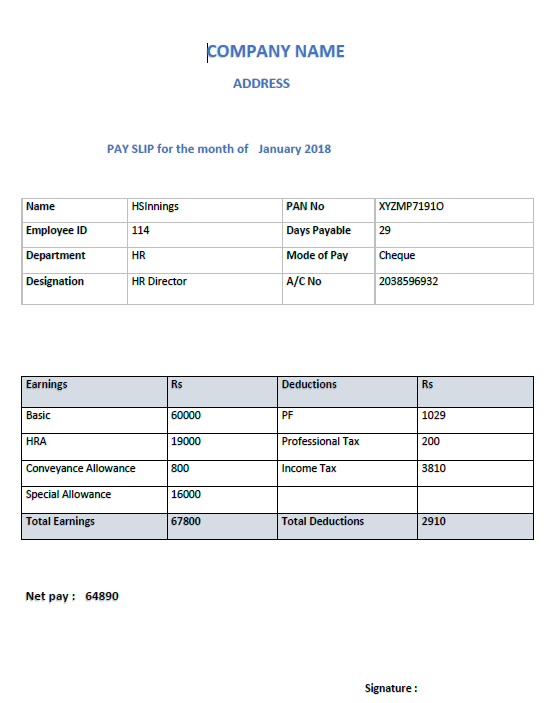 COMPANY NAME
ADDRESS
PAY SLIP for the month of January 2018
Name HSInnings PAN No XYZMP7191O
Employee ID 114 Days Payable 29
Department HR Mode of Pay Cheque
Designation HR Director A/C No 2038596932
Earnings Rs Deductions Rs
Basic 60000 PF 1029
HRA 19000 Professional Tax 200
Conveyance Allowance 800 Income Tax 3810
Special Allowance 16000
Total Earnings 67800 Total Deductions 2910
Net pay : 64890
Signature :